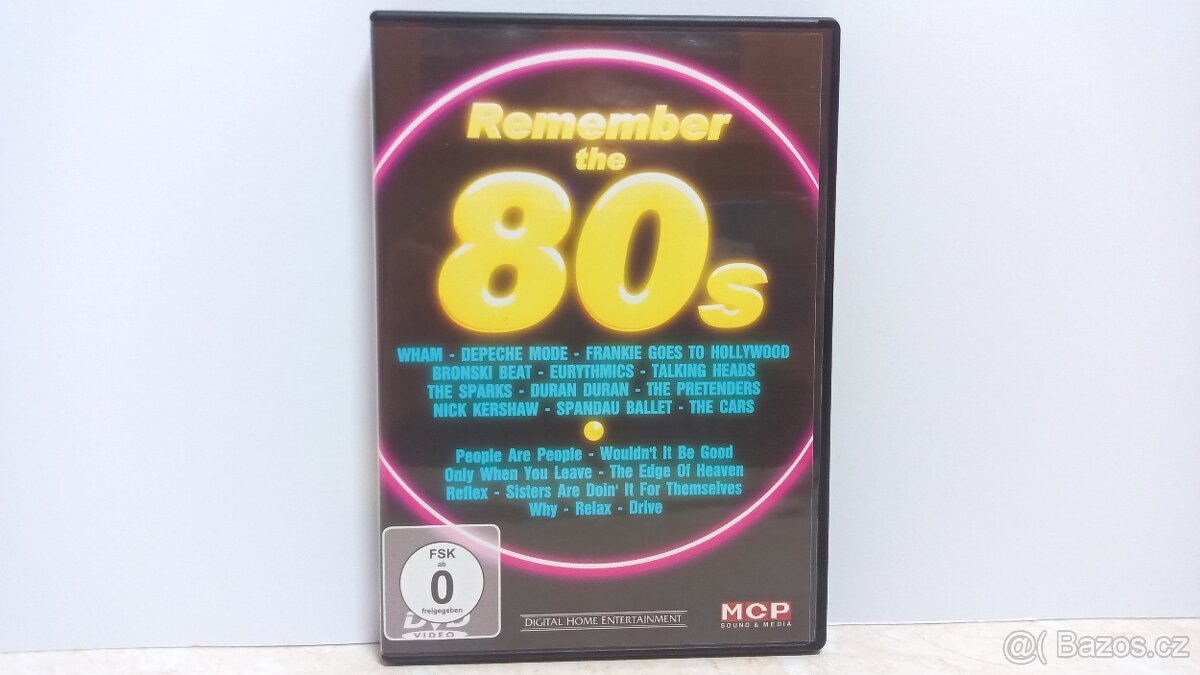 Remember
the
80s
WHAM - DEPECHE MODE - FRANKIE GOES TO HOLLYWOOD
BRONSKI BEAT - EURYTHMICS - TALKING HEADS
THE SPARKS - DURAN DURAN - THE PRETENDERS
NICK KERSHAW - SPANDAU BALLET - THE CARS
People Are People - Wouldn't It Be Good
Only When You Leave - The Edge Of Heaven
Reflex - Sisters Are Doin' It For Themselves
Why - Relax - Drive
FSK
ab
0
freigegeben
DVD
VIDEO
DIGITAL HOME ENTERTAINMENT
MCP
SOUND & MEDIA
@( Bazos.cz